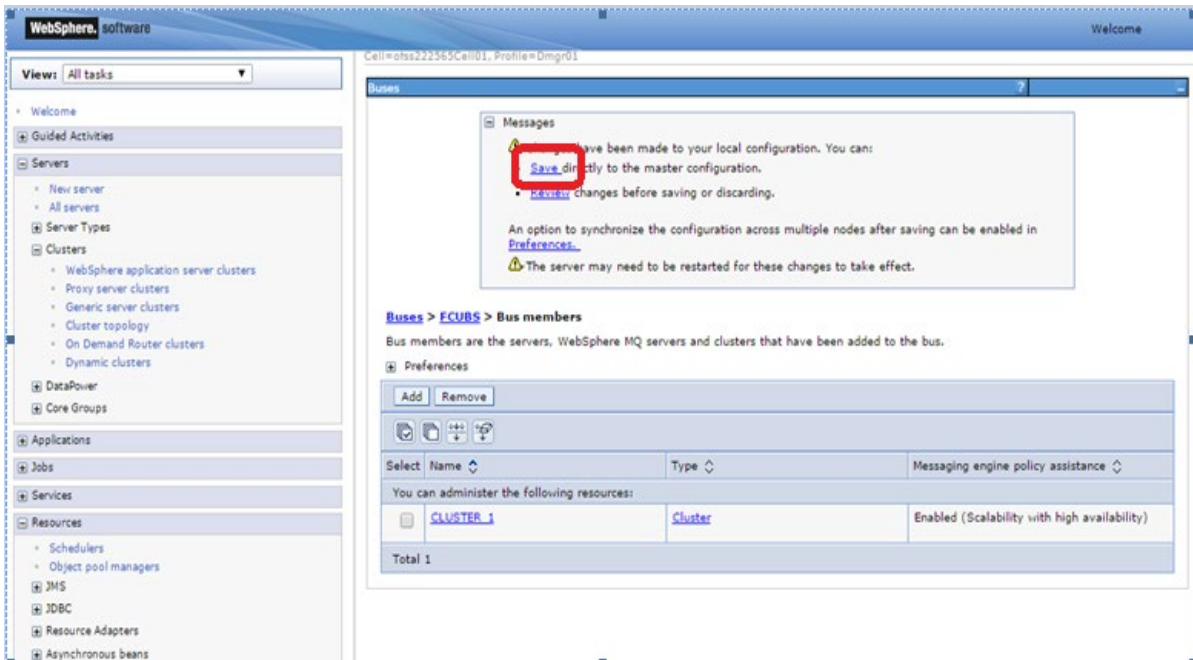 WebSphere. software
Welcome
View: All tasks
Welcome
Guided Activities
Servers
New server
All servers
Server Types
Clusters
WebSphere application server clusters
Proxy server clusters
Generic server clusters
Cluster topology
On Demand Router clusters
Dynamic clusters
DataPower
Core Groups
Applications
Jobs
Services
Resources
Schedulers
Object pool managers
JMS
JDBC
Resource Adapters
Asynchronous beans
Cell=ofss222565Cell01, Profile=Dmgr01
Buses
?
Messages
have been made to your local configuration. You can:
Save directly to the master configuration.
Review changes before saving or discarding.
An option to synchronize the configuration across multiple nodes after saving can be enabled in
Preferences.
The server may need to be restarted for these changes to take effect.
Buses > FCUBS > Bus members
Bus members are the servers, WebSphere MQ servers and clusters that have been added to the bus.
Preferences
Add Remove
Select Name Type Messaging engine policy assistance
You can administer the following resources:
CLUSTER_1 Cluster Enabled (Scalability with high availability)
Total 1